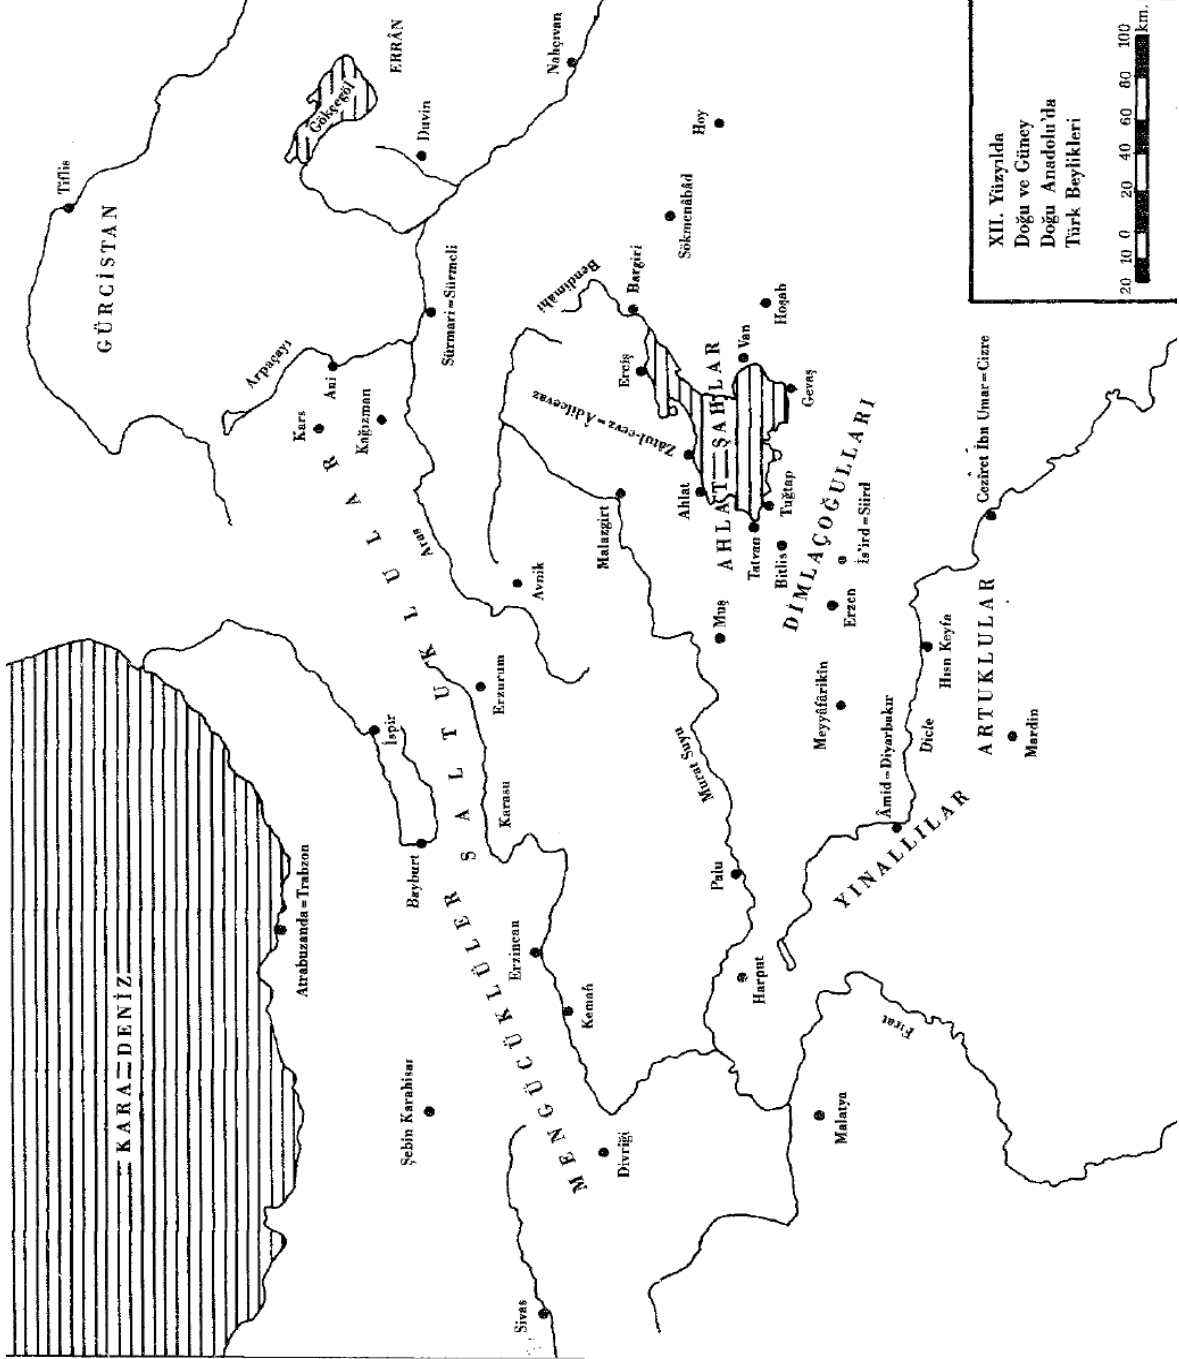 KARA DENİZ
GÜRCİSTAN
Tiflis
Gökçegöl
ERRÂN
Duvin
Nahçıvan
Arpaçayı
Ani
Kars
Kağızman
Sürmari=Sürmeli
Aras
Hoy
Sökmenâbâd
Bendimâhi
Bargiri
Erciş
Zâtul-cevz=Âdilcevaz
Van
Hoşab
Gevaş
Ahlat
AHLAT-ŞAHLAR
Tatvan
Tuğtap
Bitlis
Malazgirt
Muş
DİMLAÇOĞULLARI
İs'ird=Siird
Erzen
Meyyâfârikîn
Cezîret İbn Umar=Cizre
Hısn Keyfa
Dicle
ARTUKLULAR
Mardin
Âmid=Diyarbakır
YINALLILAR
Avnik
Erzurum
SALTUKLULAR
İspir
Bayburt
Karasu
Atrabuzanda=Trabzon
Murat Suyu
Palu
Harput
Erzincan
Kemah
MENGÜCÜKLÜLER
Şebin Karahisar
Divriği
Malatya
Fırat
Sivas
XII. Yüzyılda
Doğu ve Güney
Doğu Anadolu'da
Türk Beylikleri
20 10 0 20 40 60 80 100
km.